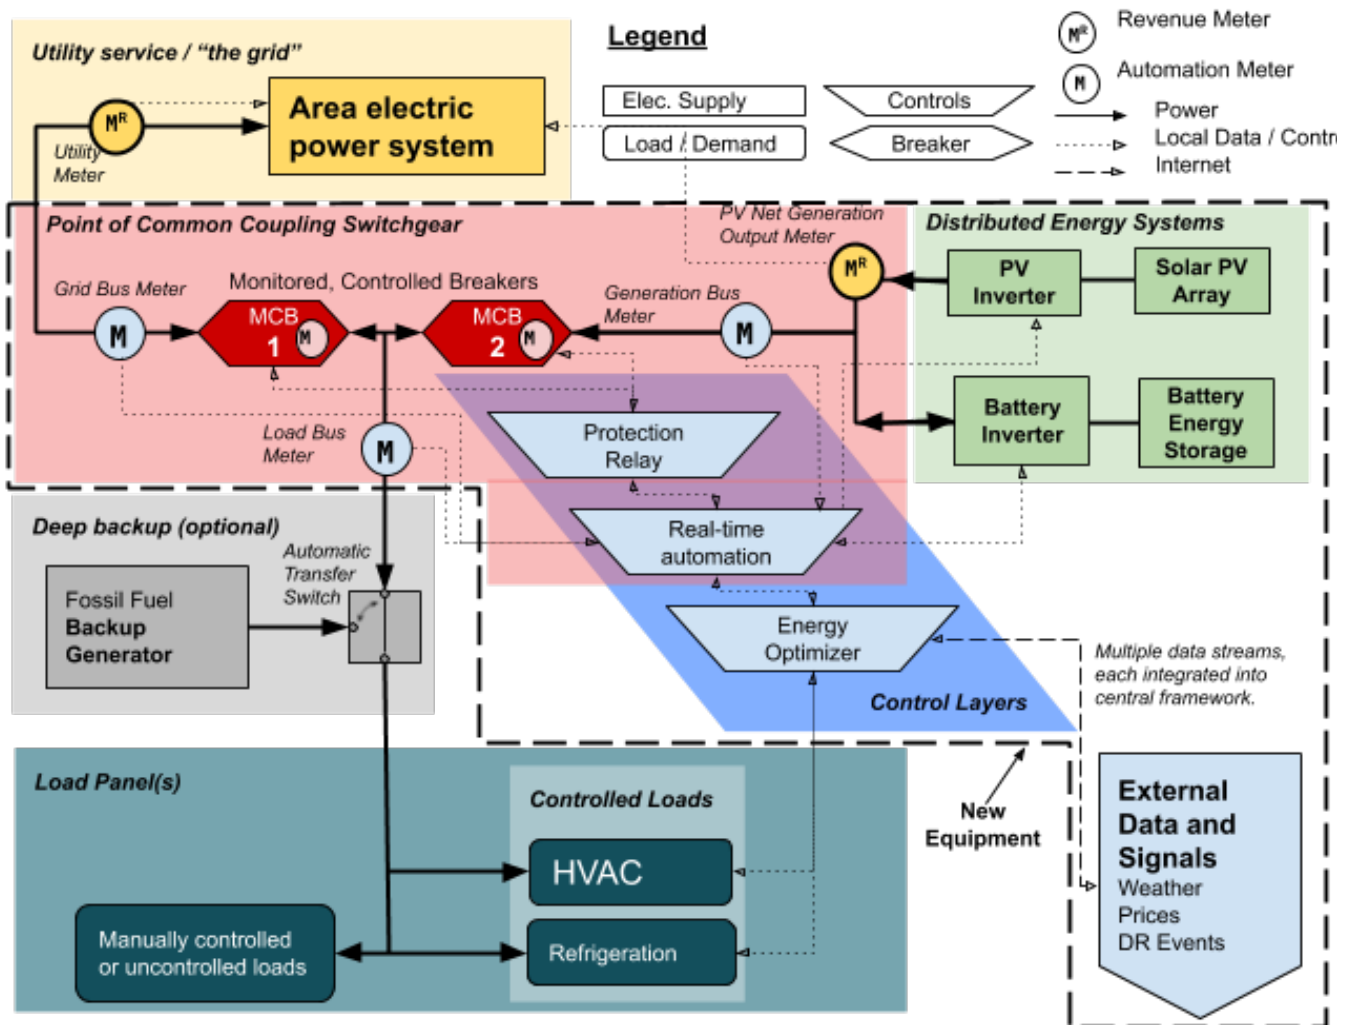 Utility service / “the grid”
Legend
M^R
Revenue Meter
M
Automation Meter
Power
Local Data / Contr
Internet
Elec. Supply
Controls
Load / Demand
Breaker
M^R
Utility
Meter
Area electric
power system
Point of Common Coupling Switchgear
PV Net Generation
Output Meter
M^R
Distributed Energy Systems
PV
Inverter
Solar PV
Array
Battery
Inverter
Battery
Energy
Storage
Grid Bus Meter
M
Monitored, Controlled Breakers
MCB
1
M
MCB
2
M
Generation Bus
Meter
M
Load Bus
Meter
M
Protection
Relay
Real-time
automation
Energy
Optimizer
Control Layers
Deep backup (optional)
Automatic
Transfer
Switch
Fossil Fuel
Backup
Generator
Multiple data streams,
each integrated into
central framework.
New
Equipment
External
Data and
Signals
Weather
Prices
DR Events
Load Panel(s)
Controlled Loads
HVAC
Refrigeration
Manually controlled
or uncontrolled loads